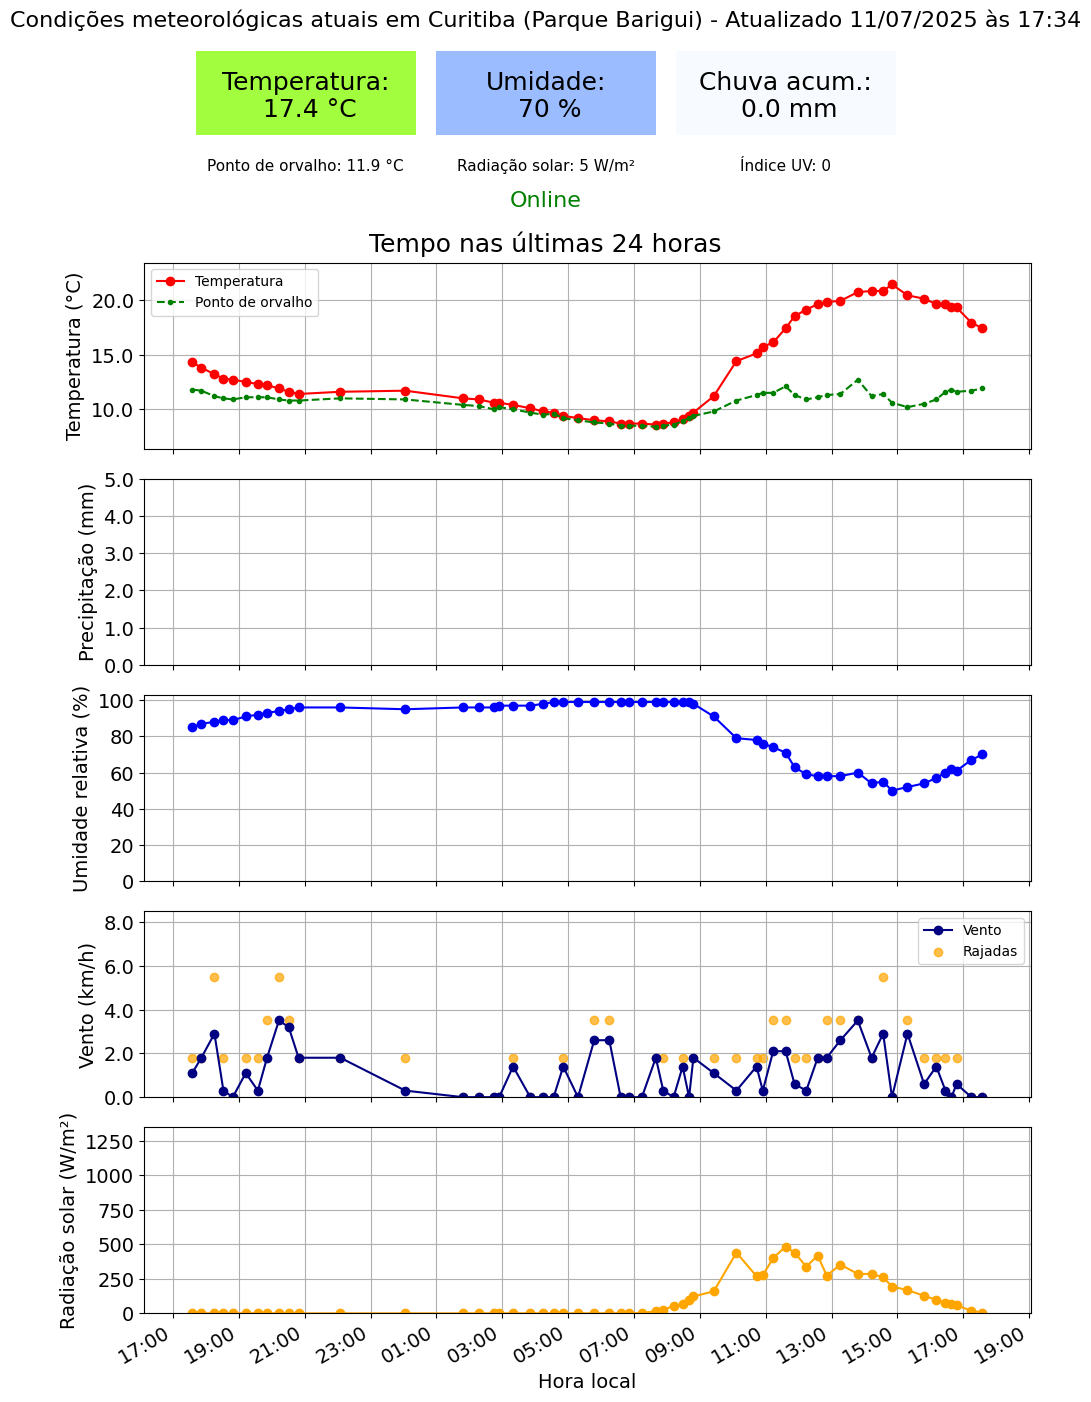 Condições meteorológicas atuais em Curitiba (Parque Barigui) - Atualizado 11/07/2025 às 17:34
Temperatura:
17.4 °C
Umidade:
70 %
Chuva acum.:
0.0 mm
Ponto de orvalho: 11.9 °C
Radiação solar: 5 W/m²
Índice UV: 0
Online
Tempo nas últimas 24 horas
Temperatura (°C)
20.0
15.0
10.0
Temperatura
Ponto de orvalho
Precipitação (mm)
5.0
4.0
3.0
2.0
1.0
0.0
Umidade relativa (%)
100
80
60
40
20
0
Vento (km/h)
8.0
6.0
4.0
2.0
0.0
Vento
Rajadas
Radiação solar (W/m²)
1250
1000
750
500
250
0
17:00
19:00
21:00
23:00
01:00
03:00
05:00
07:00
09:00
11:00
13:00
15:00
17:00
19:00
Hora local